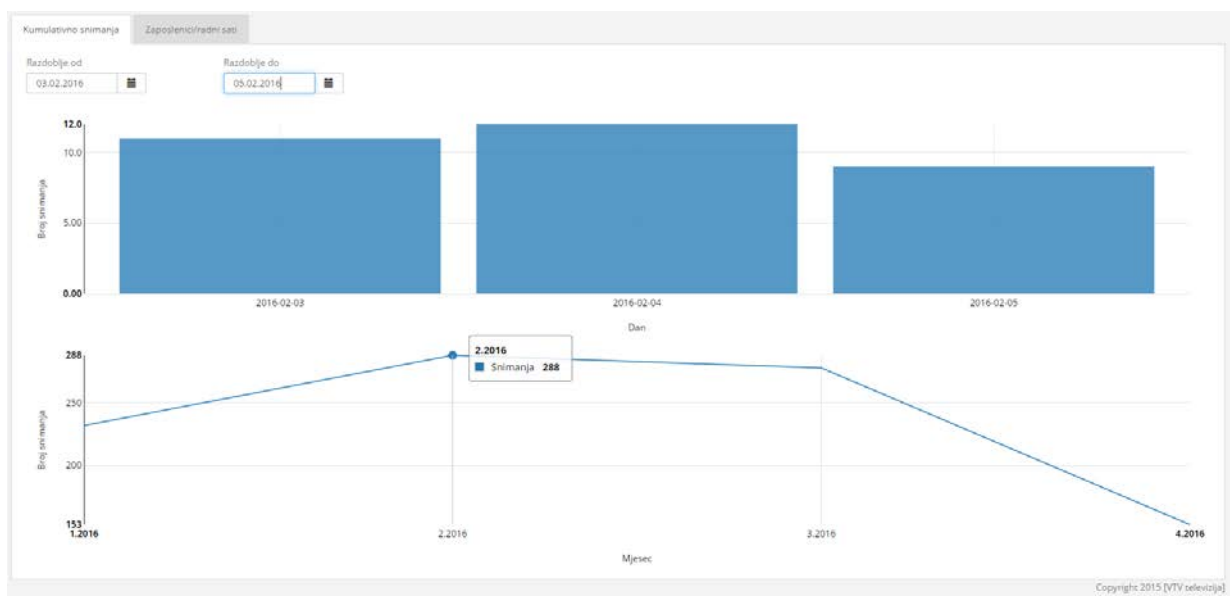 Kumulativno snimanja
Zaposlenici/radni sati
Razdoblje od
Razdoblje do
03.02.2016
05.02.2016
12.0
10.0
5.00
0.00
Broj snimanja
2016-02-03
2016-02-04
2016-02-05
Dan
288
250
200
153
Broj snimanja
2.2016
Snimanja 288
1.2016
2.2016
3.2016
4.2016
Mjesec
Copyright 2015 [VTV televizija]